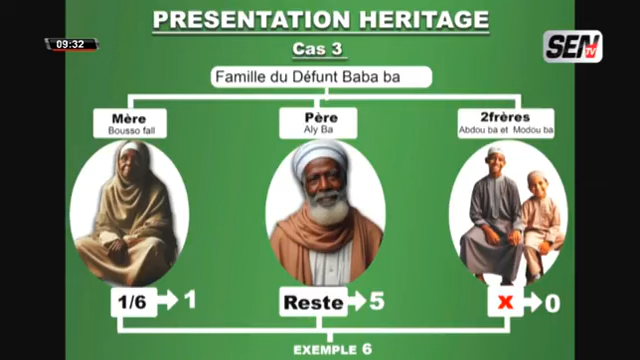 PRESENTATION HERITAGE
09:32
SEN TV
Cas 3
Famille du Défunt Baba ba
Mère
Bousso fall
Père
Aly Ba
2frères
Abdou ba et Modou ba
1/6 1
Reste 5
X 0
EXEMPLE 6